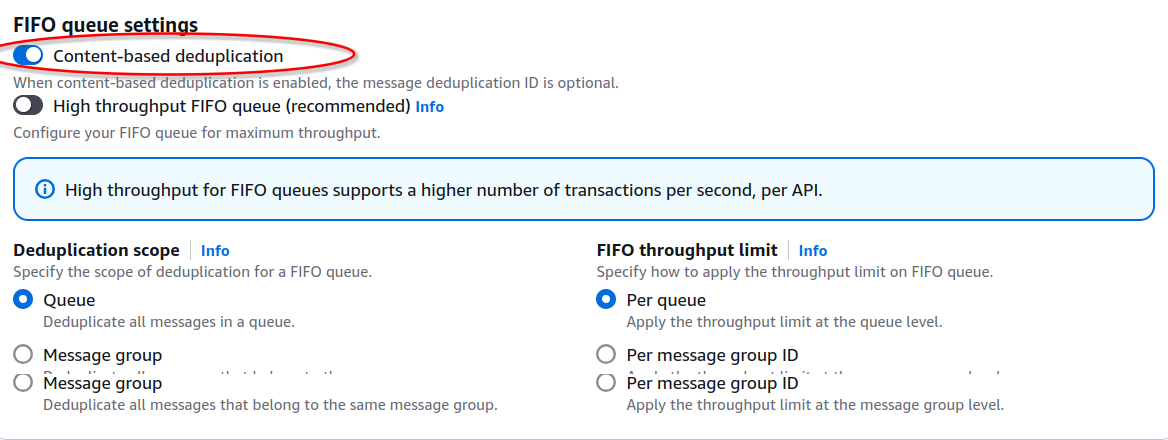 FIFO queue settings
Content-based deduplication
When content-based deduplication is enabled, the message deduplication ID is optional.
High throughput FIFO queue (recommended) Info
Configure your FIFO queue for maximum throughput.
High throughput for FIFO queues supports a higher number of transactions per second, per API.
Deduplication scope Info
Specify the scope of deduplication for a FIFO queue.
Queue
Deduplicate all messages in a queue.
Message group
Message group
Deduplicate all messages that belong to the same message group.
FIFO throughput limit Info
Specify how to apply the throughput limit on FIFO queue.
Per queue
Apply the throughput limit at the queue level.
Per message group ID
Per message group ID
Apply the throughput limit at the message group level.